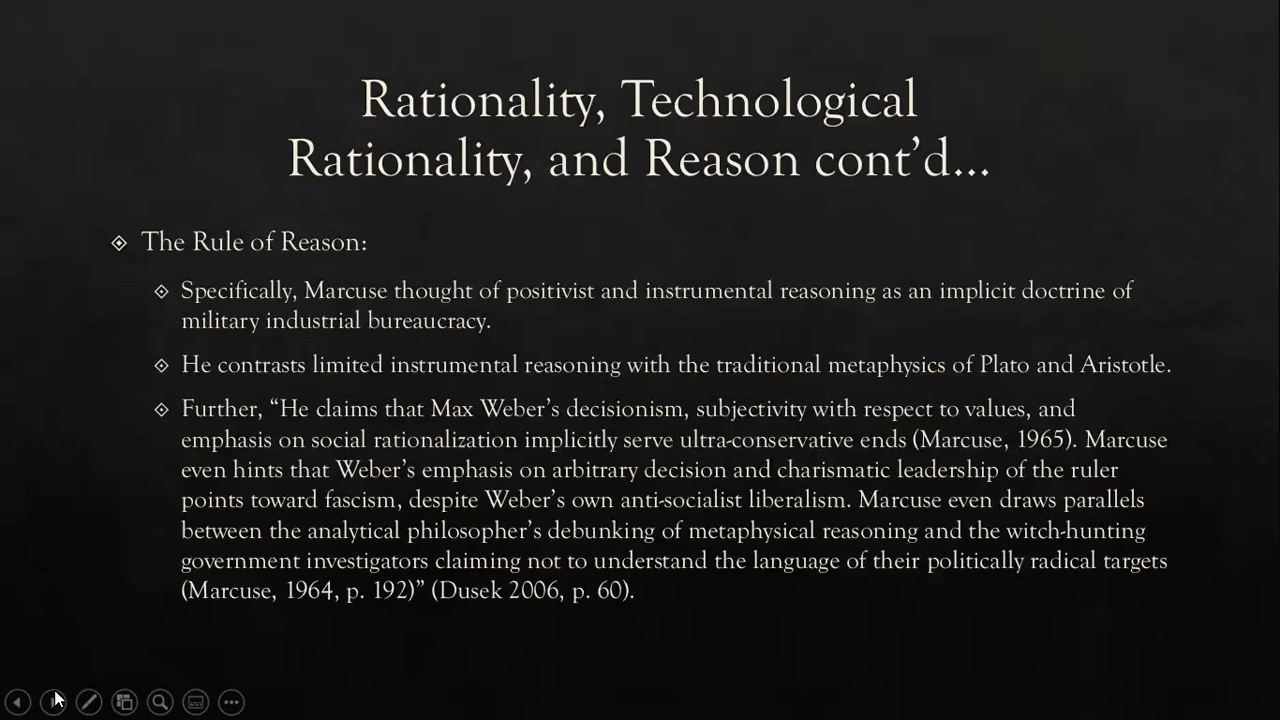 Rationality, Technological
Rationality, and Reason cont’d…
The Rule of Reason:
Specifically, Marcuse thought of positivist and instrumental reasoning as an implicit doctrine of
military industrial bureaucracy.
He contrasts limited instrumental reasoning with the traditional metaphysics of Plato and Aristotle.
Further, “He claims that Max Weber’s decisionism, subjectivity with respect to values, and
emphasis on social rationalization implicitly serve ultra-conservative ends (Marcuse, 1965). Marcuse
even hints that Weber’s emphasis on arbitrary decision and charismatic leadership of the ruler
points toward fascism, despite Weber’s own anti-socialist liberalism. Marcuse even draws parallels
between the analytical philosopher’s debunking of metaphysical reasoning and the witch-hunting
government investigators claiming not to understand the language of their politically radical targets
(Marcuse, 1964, p. 192)” (Dusek 2006, p. 60).